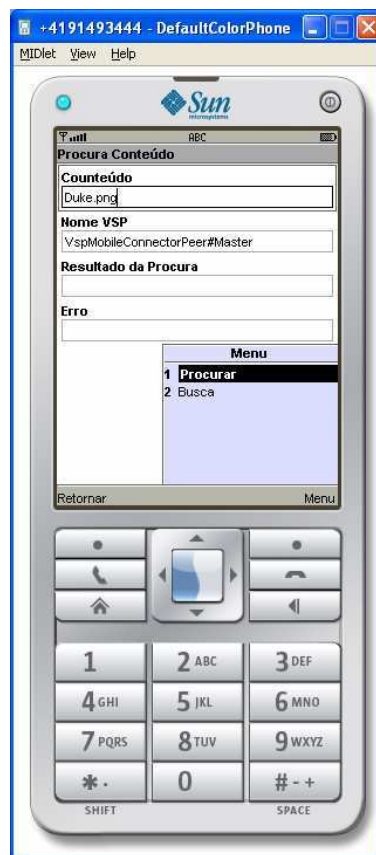 +4191493444 - DefaultColorPhone
MIDlet View Help
Sun
microsystems
ABC
Procura Conteúdo
Counteúdo
Duke.png
Nome VSP
VspMobileConnectorPeer#Master
Resultado da Procura
Erro
Menu
1 Procurar
2 Busca
Retornar Menu
1 2 ABC 3 DEF
4 GHI 5 JKL 6 MNO
7 PQRS 8 TUV 9 WXYZ
* . 0 # - +
SHIFT SPACE